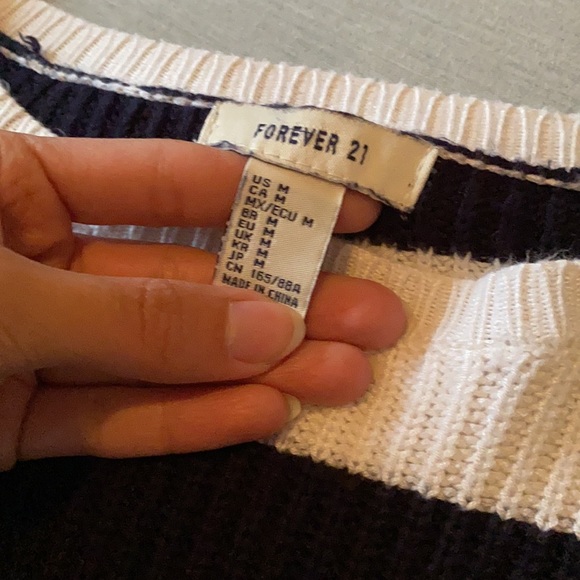 FOREVER 21
US M
CA M
MX/ECU M
BR M
EU M
UK M
KR M
JP M
CN 165/88A
MADE IN CHINA